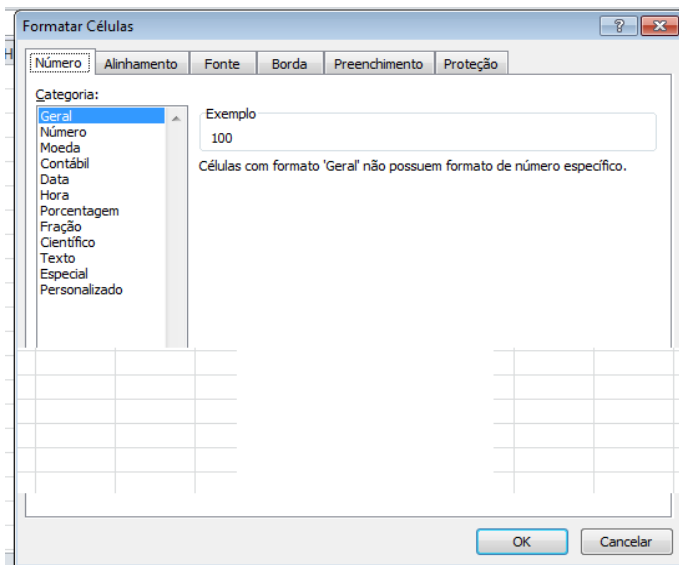 Formatar Células
H
Número Alinhamento Fonte Borda Preenchimento Proteção
Categoria:
Geral
Número
Moeda
Contábil
Data
Hora
Porcentagem
Fração
Científico
Texto
Especial
Personalizado
Exemplo
100
Células com formato 'Geral' não possuem formato de número específico.
OK Cancelar